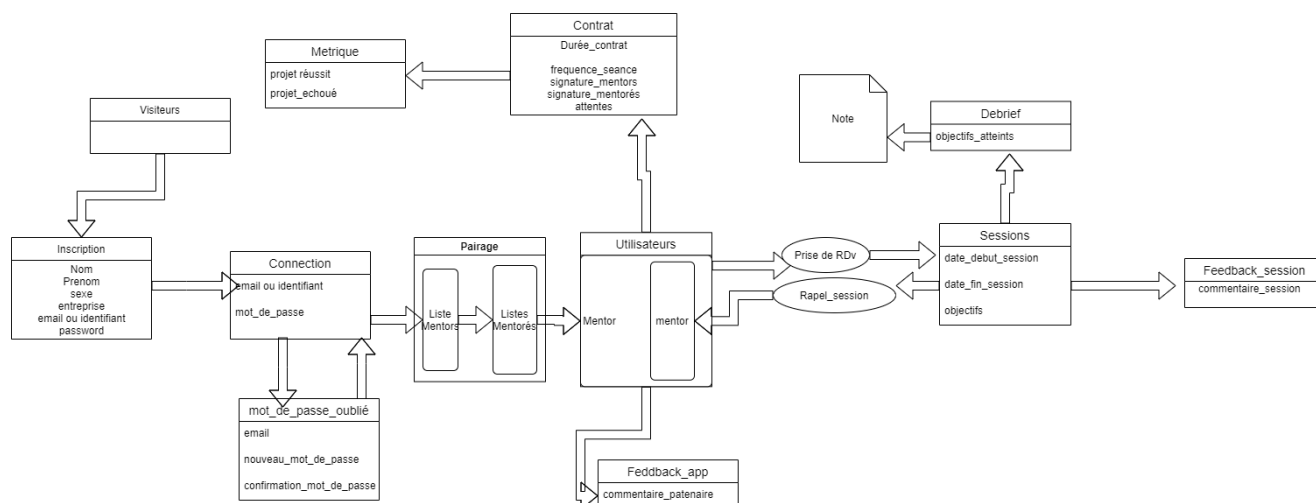 Contrat
Durée_contrat
frequence_seance
signature_mentors
signature_mentorés
attentes
Metrique
projet réussit
projet_echoué
Visiteurs
Note
Debrief
objectifs_atteints
Inscription
Nom
Prenom
sexe
entreprise
email ou identifiant
password
Connection
email ou identifiant
mot_de_passe
Pairage
Liste
Mentors
Listes
Mentorés
Utilisateurs
Mentor
mentor
Prise de RDv
Rapel_session
Sessions
date_debut_session
date_fin_session
objectifs
Feedback_session
commentaire_session
mot_de_passe_oublié
email
nouveau_mot_de_passe
confirmation_mot_de_passe
Feddback_app
commentaire_patenaire